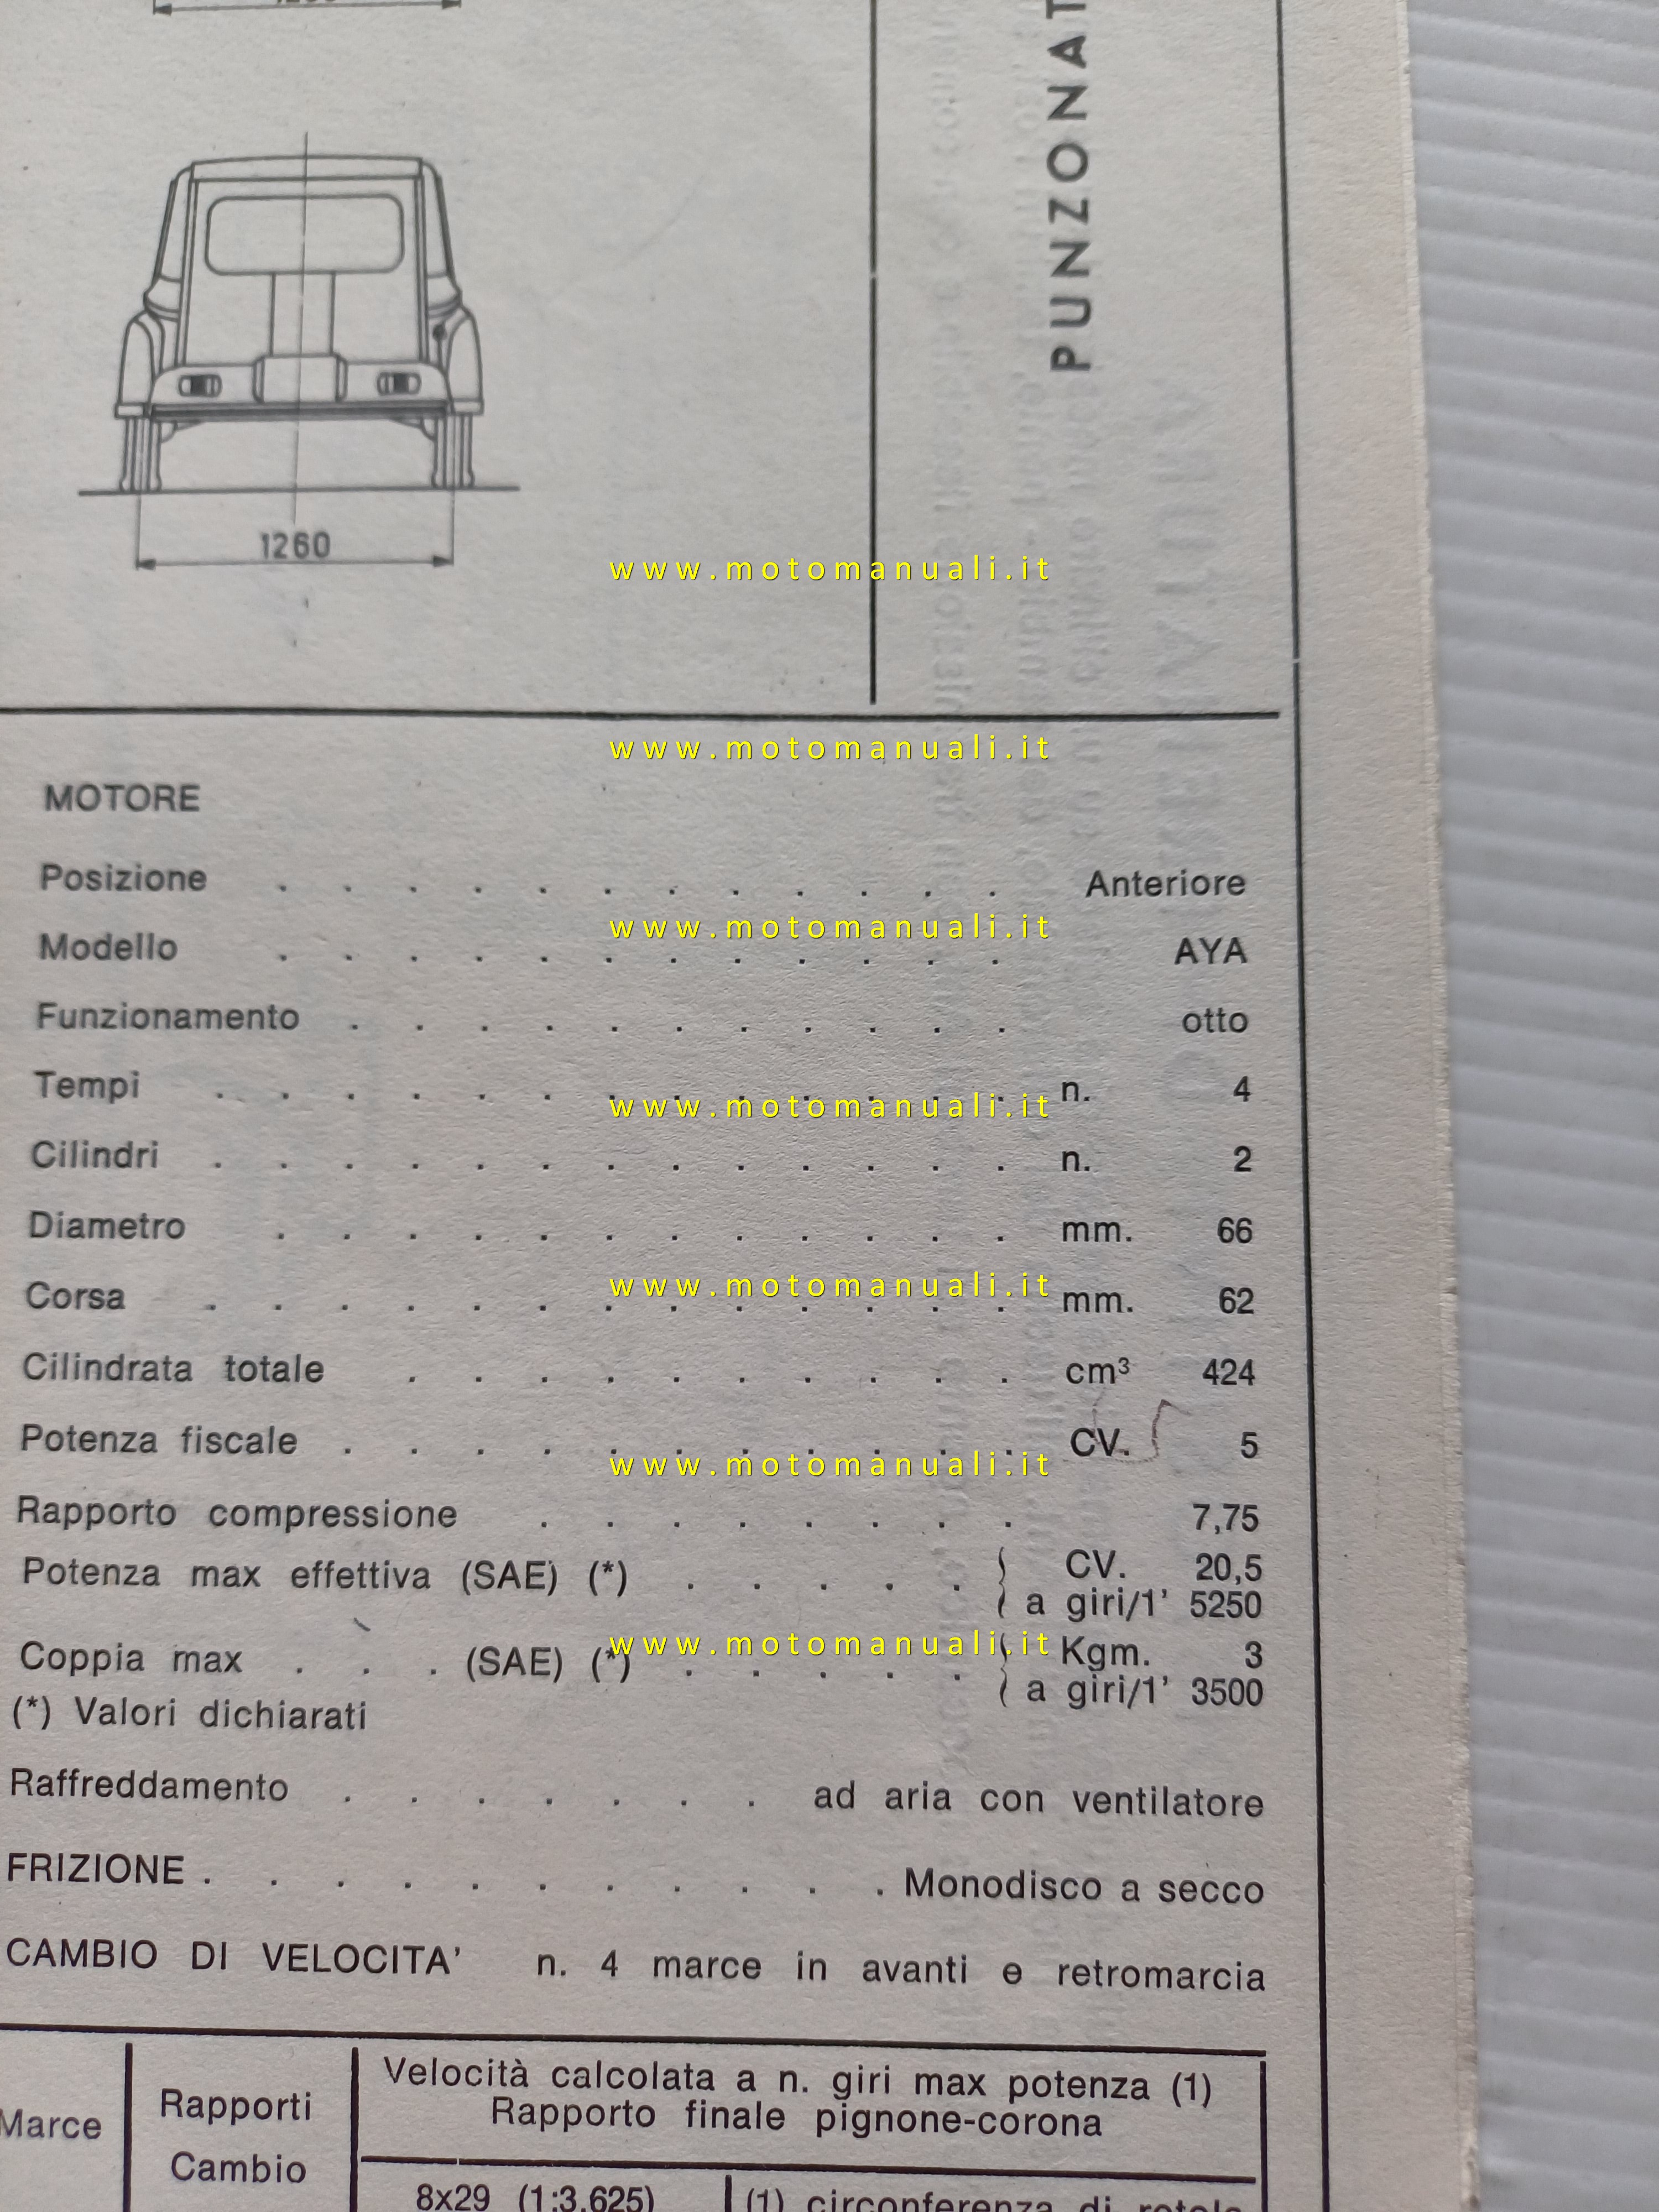 PUNZONAT
1260
www.motomanuali.it
www.motomanuali.it
MOTORE
Posizione . . . . . . . . . . . . Anteriore
www.motomanuali.it
Modello . . . . . . . . . . . . AYA
Funzionamento . . . . . . . . . . . otto
Tempi . . . . . . . . . . . . . n. 4
www.motomanuali.it
Cilindri . . . . . . . . . . . . . n. 2
Diametro . . . . . . . . . . . . mm. 66
www.motomanuali.it
Corsa . . . . . . . . . . . . . mm. 62
Cilindrata totale . . . . . . . . . . cm³ 424
Potenza fiscale . . . . . . . . . . . CV. 5
www.motomanuali.it
Rapporto compressione . . . . . . . . 7,75
Potenza max effettiva (SAE) (*) . . . . . CV. 20,5
a giri/1' 5250
www.motomanuali.it
Coppia max . . . (SAE) (*) . . . . . Kgm. 3
a giri/1' 3500
(*) Valori dichiarati
Raffreddamento . . . . . . . ad aria con ventilatore
FRIZIONE . . . . . . . . . . . Monodisco a secco
CAMBIO DI VELOCITA' n. 4 marce in avanti e retromarcia
Marce
Rapporti
Cambio
Velocità calcolata a n. giri max potenza (1)
Rapporto finale pignone-corona
8x29 (1:3,625)
(1) circonferenza di rotola